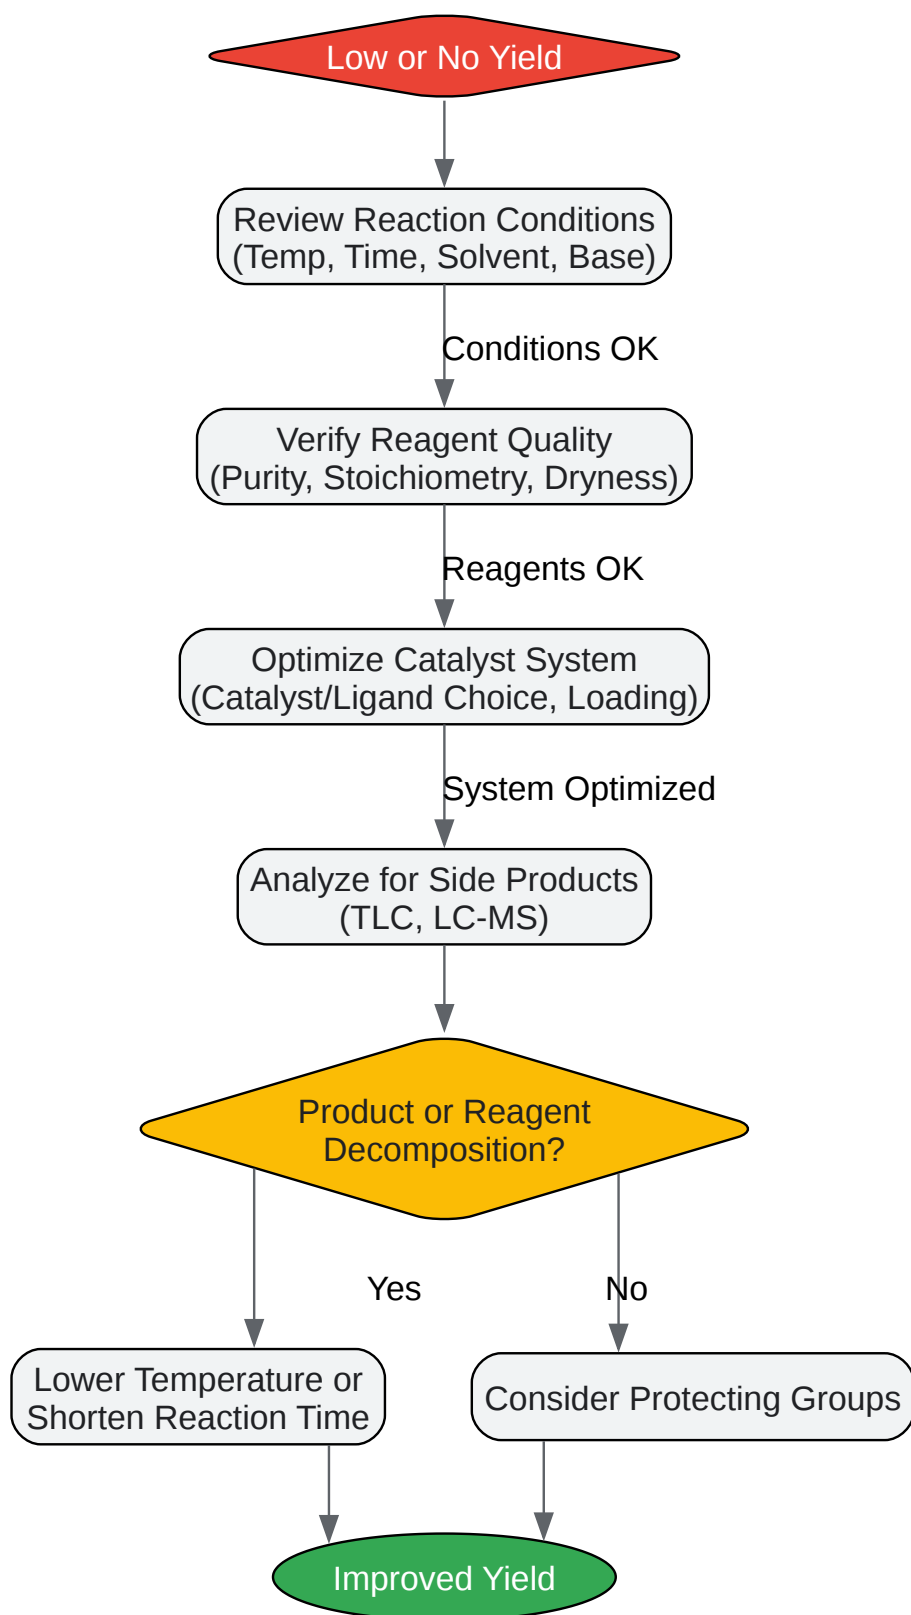 Low or No Yield
Review Reaction Conditions
(Temp, Time, Solvent, Base)
Conditions OK
Verify Reagent Quality
(Purity, Stoichiometry, Dryness)
Reagents OK
Optimize Catalyst System
(Catalyst/Ligand Choice, Loading)
System Optimized
Analyze for Side Products
(TLC, LC-MS)
Product or Reagent
Decomposition?
Yes
No
Lower Temperature or
Shorten Reaction Time
Consider Protecting Groups
Improved Yield